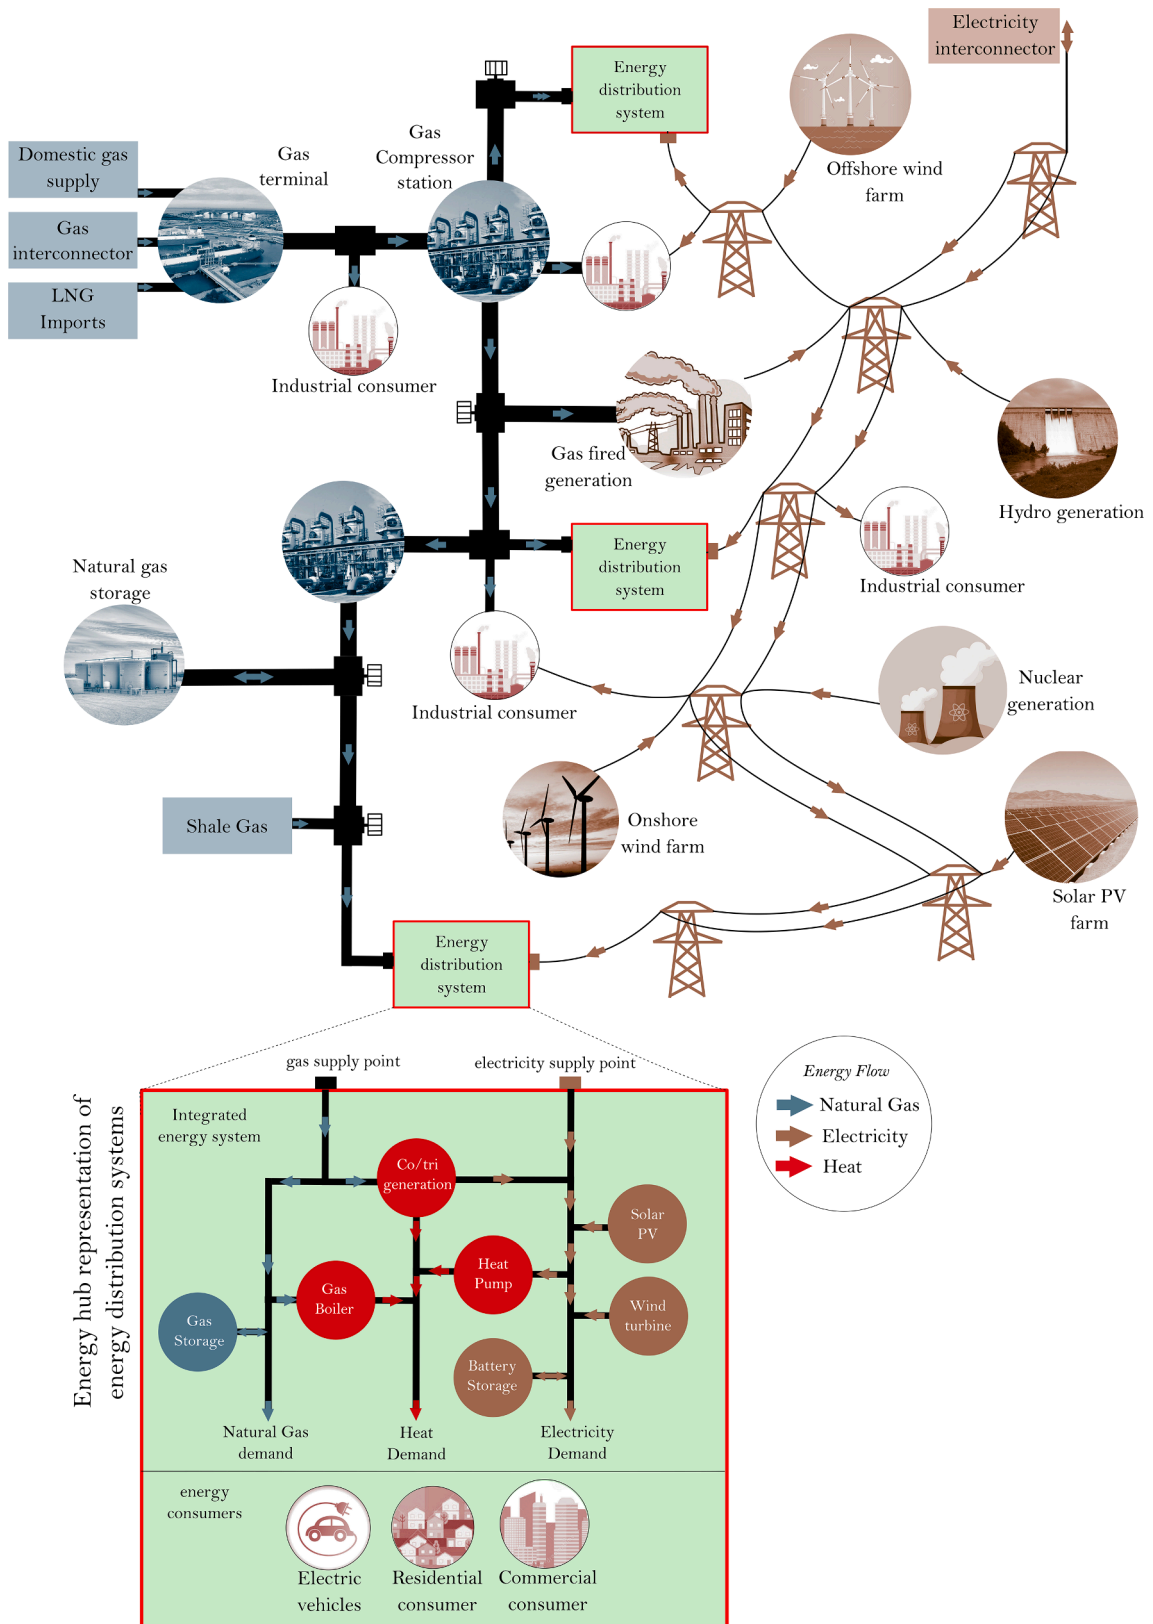 Electricity
interconnector
Energy
distribution
system
Offshore wind
farm
Gas
Compressor
station
Gas
terminal
Domestic gas
supply
Gas
interconnector
LNG
Imports
Industrial consumer
Gas fired
generation
Hydro generation
Energy
distribution
system
Industrial consumer
Natural gas
storage
Industrial consumer
Nuclear
generation
Shale Gas
Onshore
wind farm
Solar PV
farm
Energy
distribution
system
gas supply point
electricity supply point
Energy Flow
Natural Gas
Electricity
Heat
Energy hub representation of
energy distribution systems
Integrated
energy system
Co/tri
generation
Solar
PV
Heat
Pump
Gas
Boiler
Wind
turbine
Gas
Storage
Battery
Storage
Natural Gas
demand
Heat
Demand
Electricity
Demand
energy
consumers
Electric
vehicles
Residential
consumer
Commercial
consumer